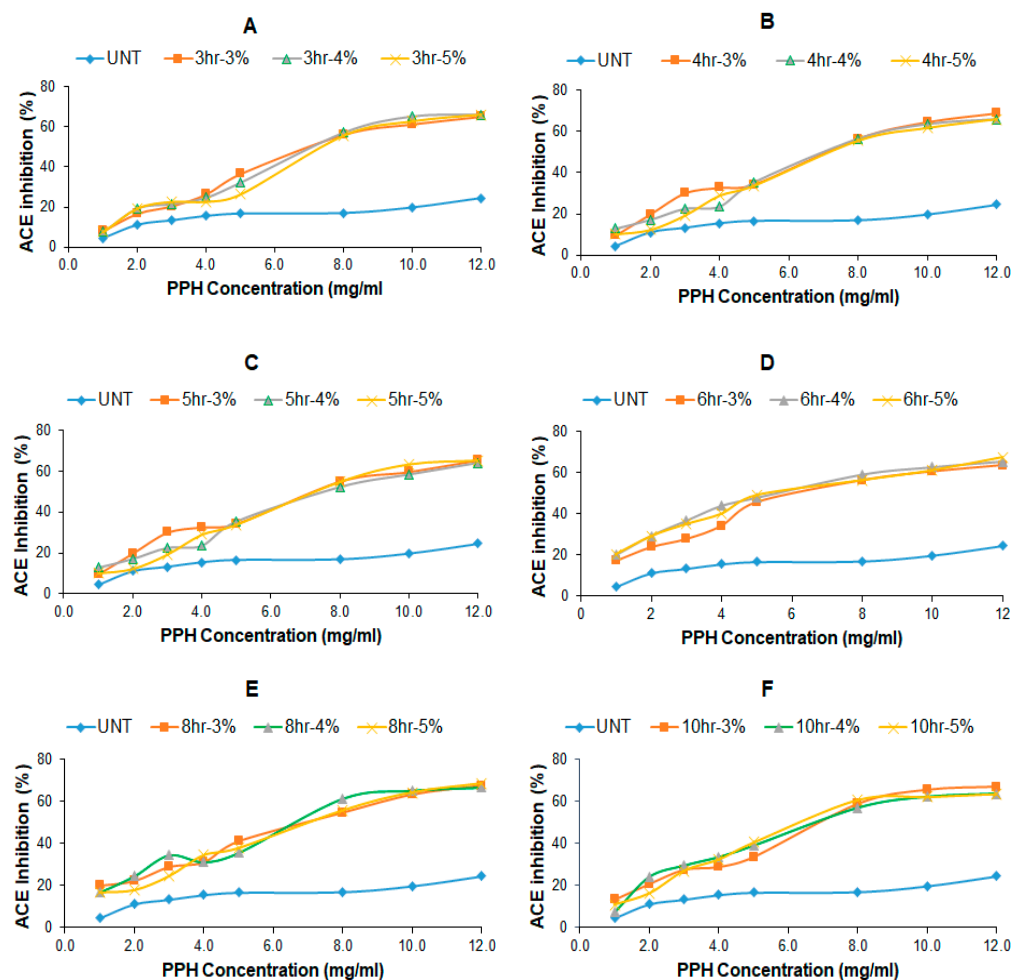 A
UNT 3hr-3% 3hr-4% 3hr-5%
ACE inhibition (%)
80
60
40
20
0
0.0 2.0 4.0 6.0 8.0 10.0 12.0
PPH Concentration (mg/ml
B
UNT 4hr-3% 4hr-4% 4hr-5%
ACE inhibition (%)
80
60
40
20
0
0.0 2.0 4.0 6.0 8.0 10.0 12.0
PPH Concentration (mg/ml)
C
UNT 5hr-3% 5hr-4% 5hr-5%
ACE Inhibition (%)
80
60
40
20
0
0.0 2.0 4.0 6.0 8.0 10.0 12.0
PPH Concentration (mg/ml)
D
UNT 6hr-3% 6hr-4% 6hr-5%
ACE inhibition (%)
80
60
40
20
0
0 2 4 6 8 10 12
PPH Concentration (mg/ml)
E
UNT 8hr-3% 8hr-4% 8hr-5%
ACE inhibition (%)
80
60
40
20
0
0.0 2.0 4.0 6.0 8.0 10.0 12.0
PPH Concentration (mg/ml)
F
UNT 10hr-3% 10hr-4% 10hr-5%
ACE inhibition (%)
80
60
40
20
0
0.0 2.0 4.0 6.0 8.0 10.0 12.0
PPH Concentration (mg/ml)